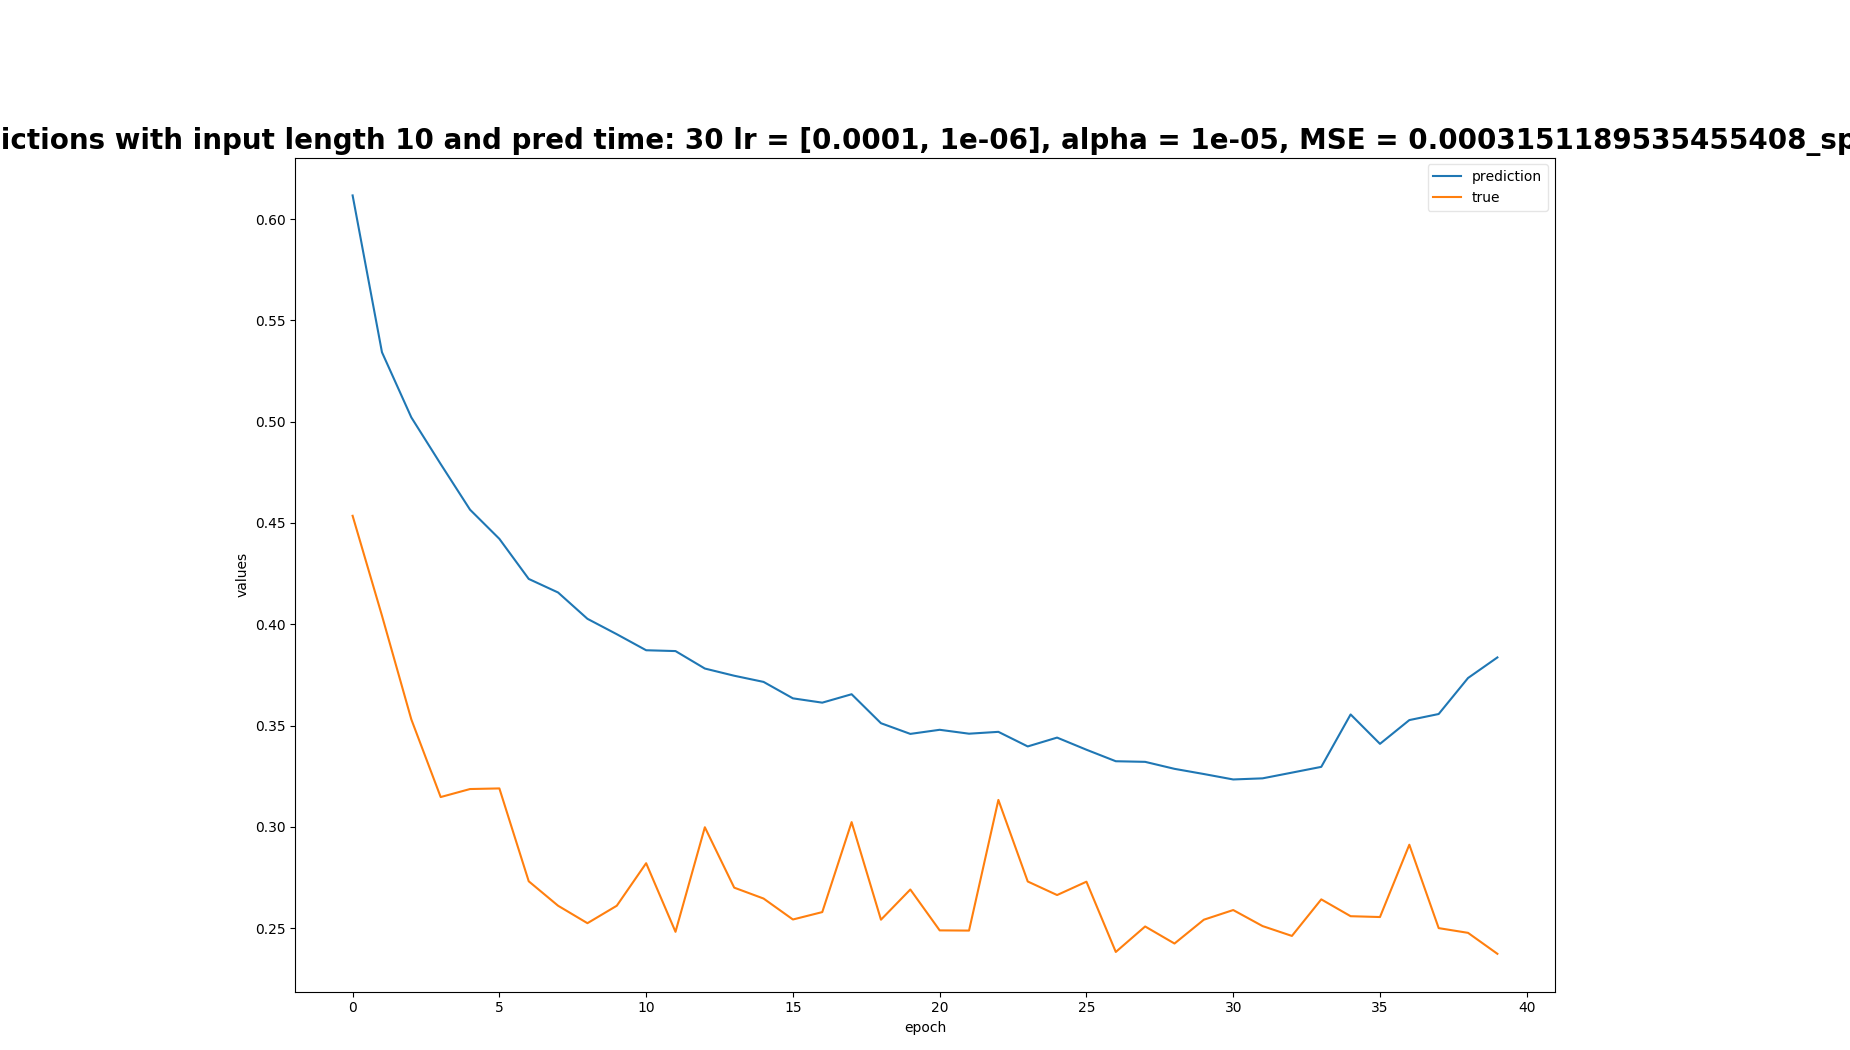 ictions with input length 10 and pred time: 30 lr = [0.0001, 1e-06], alpha = 1e-05, MSE = 0.0003151189535455408_sp
prediction
true
0.60
0.55
0.50
0.45
0.40
0.35
0.30
0.25
values
0 5 10 15 20 25 30 35 40
epoch